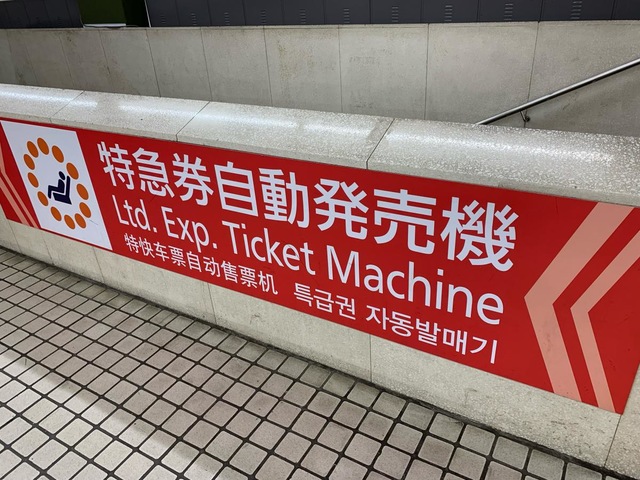 特急券自動発売機
Ltd. Exp. Ticket Machine
特快车票自动售票机 특급권 자동발매기